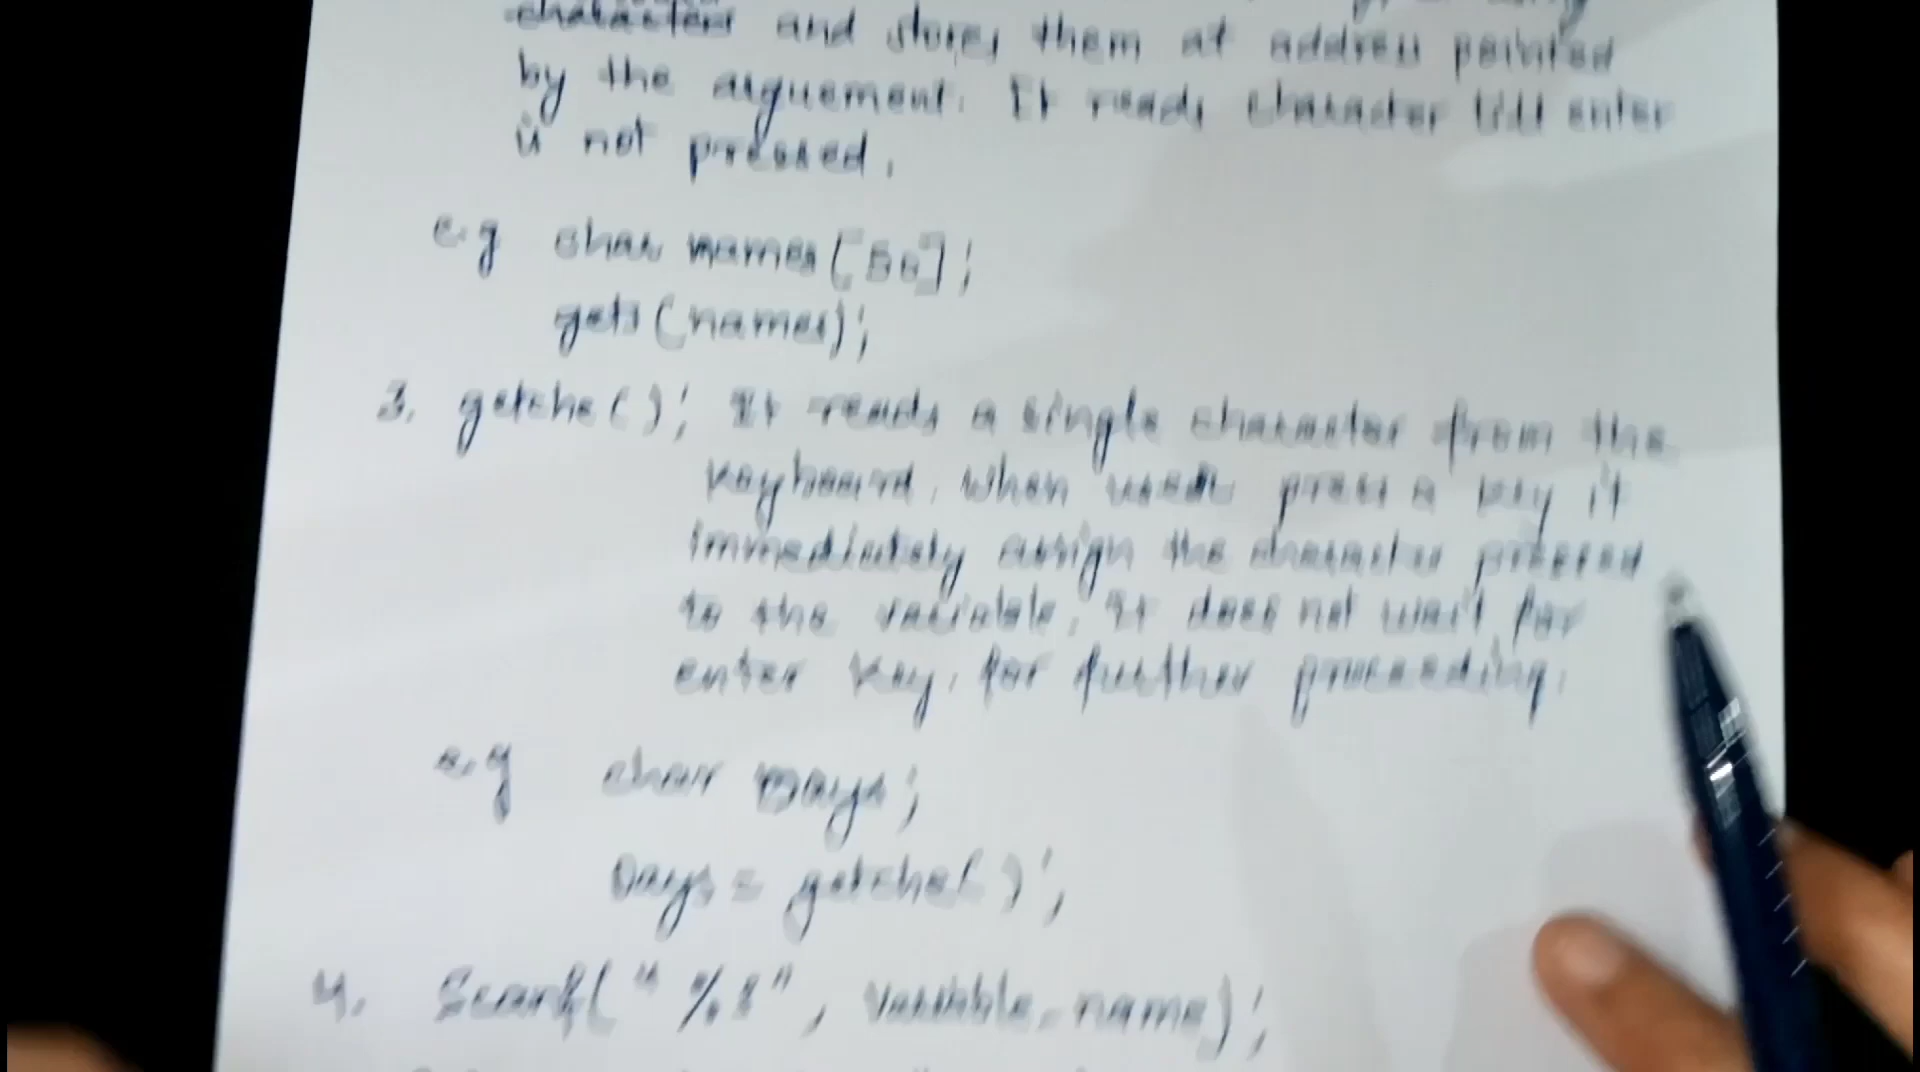 characters and stores them at address pointed
by the arguement. It reads character till enter
is not pressed.
e.g char names[50];
gets(names);
3. getche(); It reads a single character from the
keyboard. When press a key it
immediately assign the character pressed
to the variable. It does not wait for
enter key. for further proceeding.
e.g char Days;
Days = getche();
4. Scanf("%s", variable_name);